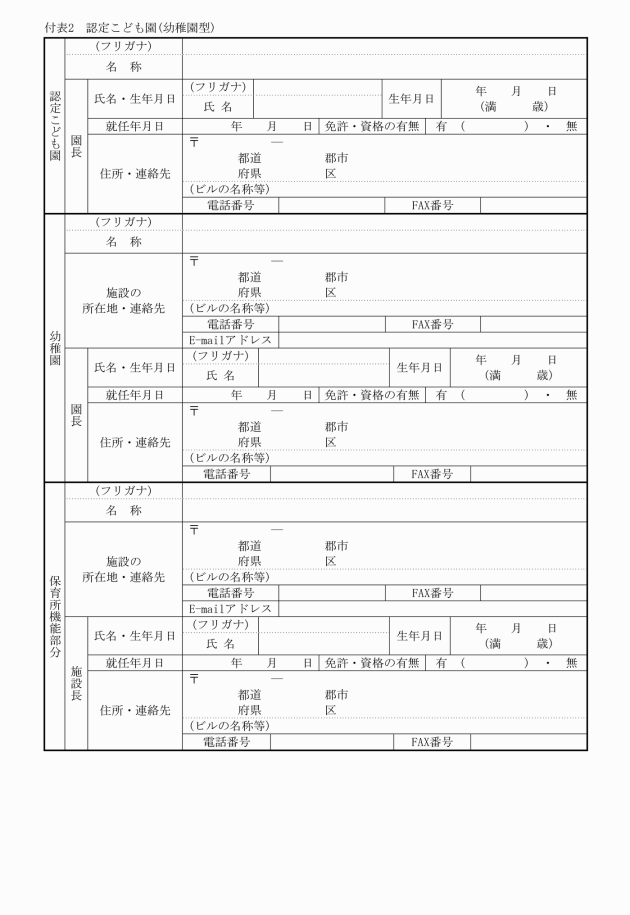 付表2　認定こども園(幼稚園型)
認定こども園
(フリガナ)
名　称
園長
氏名・生年月日
(フリガナ)
氏 名
生年月日
年　月　日
(満　　歳)
就任年月日
年　月　日
免許・資格の有無
有　(　　　　)　・　無
住所・連絡先
〒　　　―
都道　　　郡市
府県　　　区
(ビルの名称等)
電話番号
FAX番号
幼稚園
(フリガナ)
名　称
施設の
所在地・連絡先
〒　　　―
都道　　　郡市
府県　　　区
(ビルの名称等)
電話番号
FAX番号
E-mailアドレス
園長
氏名・生年月日
(フリガナ)
氏 名
生年月日
年　月　日
(満　　歳)
就任年月日
年　月　日
免許・資格の有無
有　(　　　　)　・　無
住所・連絡先
〒　　　―
都道　　　郡市
府県　　　区
(ビルの名称等)
電話番号
FAX番号
保育所機能部分
(フリガナ)
名　称
施設の
所在地・連絡先
〒　　　―
都道　　　郡市
府県　　　区
(ビルの名称等)
電話番号
FAX番号
E-mailアドレス
施設長
氏名・生年月日
(フリガナ)
氏 名
生年月日
年　月　日
(満　　歳)
就任年月日
年　月　日
免許・資格の有無
有　(　　　　)　・　無
住所・連絡先
〒　　　―
都道　　　郡市
府県　　　区
(ビルの名称等)
電話番号
FAX番号